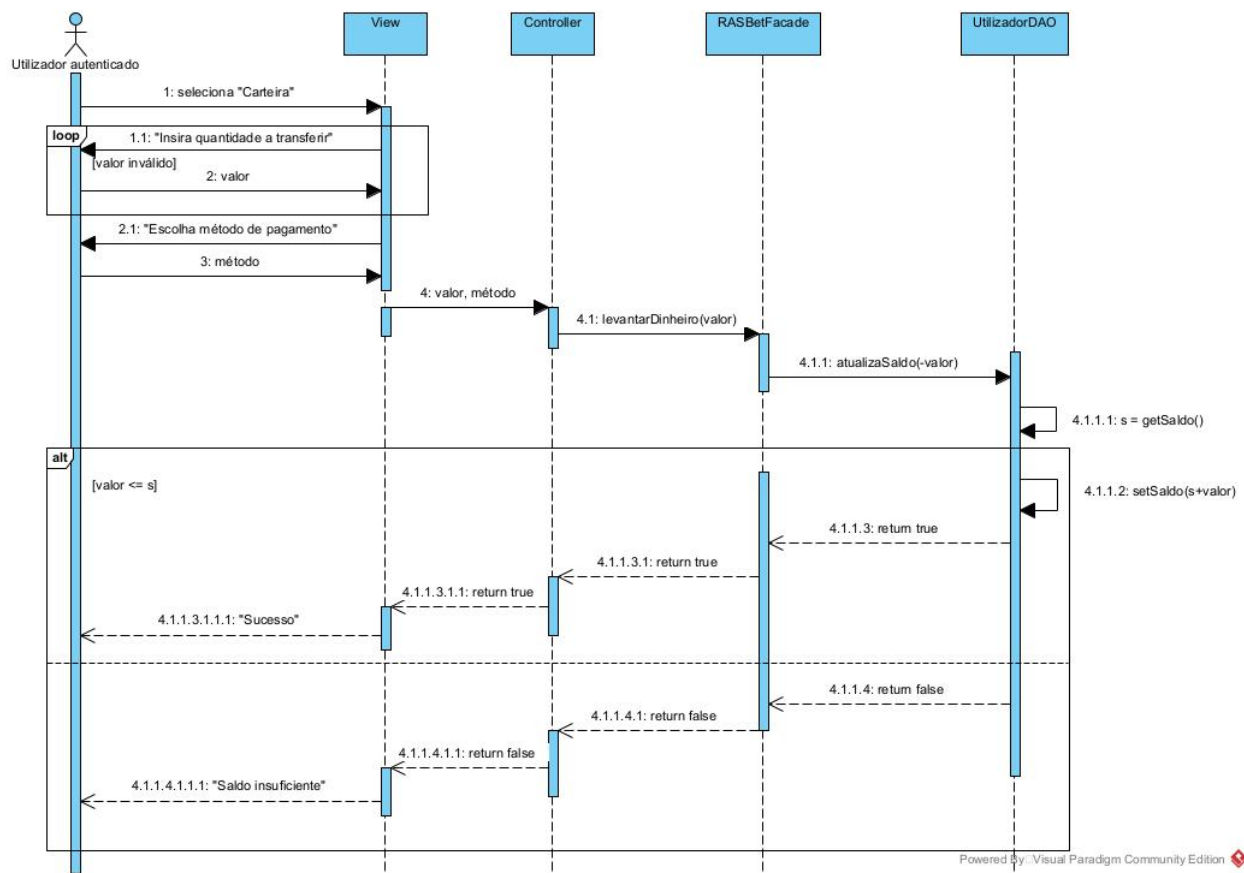 View
Controller
RASBetFacade
UtilizadorDAO
Utilizador autenticado
1: seleciona "Carteira"
loop
1.1: "Insira quantidade a transferir"
[valor inválido]
2: valor
2.1: "Escolha método de pagamento"
3: método
4: valor, método
4.1: levantarDinheiro(valor)
4.1.1: atualizaSaldo(-valor)
4.1.1.1: s = getSaldo()
alt
[valor <= s]
4.1.1.2: setSaldo(s+valor)
4.1.1.3: return true
4.1.1.3.1: return true
4.1.1.3.1.1: return true
4.1.1.3.1.1.1: "Sucesso"
4.1.1.4: return false
4.1.1.4.1: return false
4.1.1.4.1.1: return false
4.1.1.4.1.1.1: "Saldo insuficiente"
Powered By Visual Paradigm Community Edition